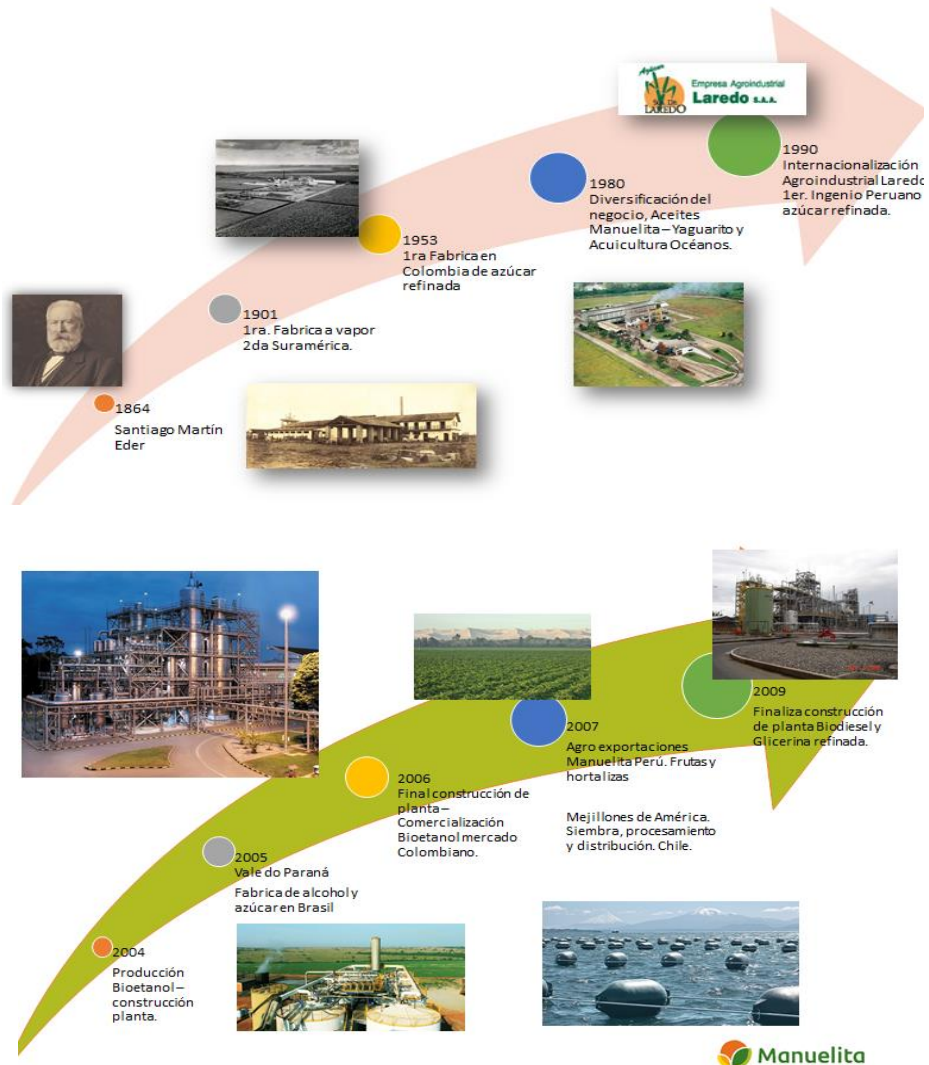 Azúcar
SOL DE
LAREDO
Empresa Agroindustrial
Laredo S.A.A.
1990
Internacionalización
Agroindustrial Laredo
1er. Ingenio Peruano
azúcar refinada.
1980
Diversificación del
negocio, Aceites
Manuelita – Yaguarito y
Acuicultura Océanos.
1953
1ra Fabrica en
Colombia de azúcar
refinada
1901
1ra. Fabrica a vapor
2da Suramérica.
1864
Santiago Martín
Eder
2009
Finaliza construcción
de planta Biodiesel y
Glicerina refinada.
2007
Agro exportaciones
Manuelita Perú. Frutas y
hortalizas
Mejillones de América.
Siembra, procesamiento
y distribución. Chile.
2006
Final construcción de
planta –
Comercialización
Bioetanol mercado
Colombiano.
2005
Vale do Paraná
Fabrica de alcohol y
azúcar en Brasil
2004
Producción
Bioetanol –
construcción
planta.
Manuelita